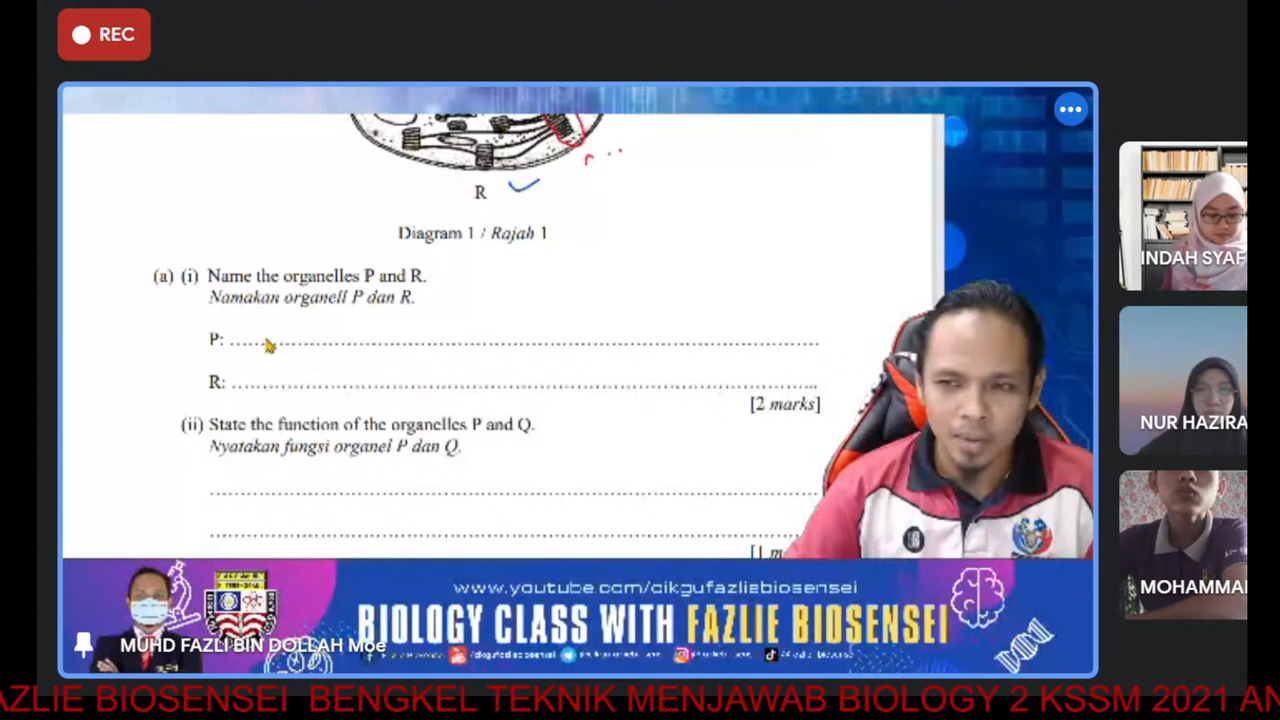 REC
R
Diagram 1 / Rajah 1
(a) (i) Name the organelles P and R.
Namakan organell P dan R.
P: ........................................................................
R: ........................................................................
[2 marks]
(ii) State the function of the organelles P and Q.
Nyatakan fungsi organel P dan Q.
[1 m
INDAH SYAF
NUR HAZIRA
MOHAMMA
www.youtube.com/cikgufazliebiosensei
BIOLOGY CLASS WITH FAZLIE BIOSENSEI
MUHD FAZLI BIN DOLLAH Moe
AZLIE BIOSENSEI BENGKEL TEKNIK MENJAWAB BIOLOGY 2 KSSM 2021 AN